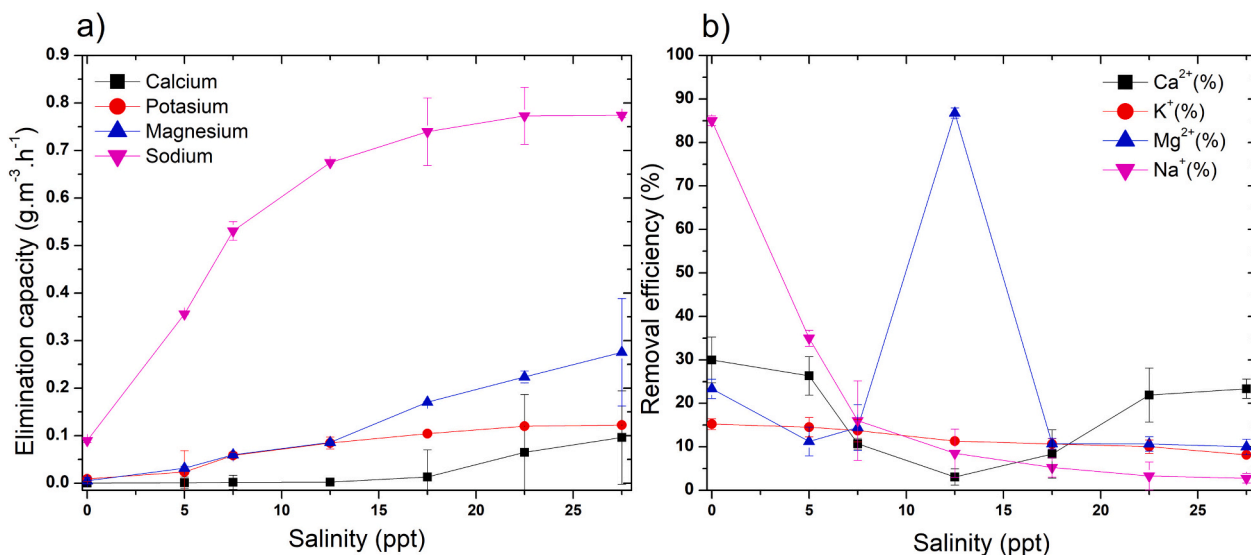 a)
Elimination capacity (g.m⁻³.h⁻¹)
0.9
0.8
0.7
0.6
0.5
0.4
0.3
0.2
0.1
0.0
Calcium
Potasium
Magnesium
Sodium
0 5 10 15 20 25
Salinity (ppt)
b)
Removal efficiency (%)
100
90
80
70
60
50
40
30
20
10
0
Ca²⁺(%)
K⁺(%)
Mg²⁺(%)
Na⁺(%)
0 5 10 15 20 25
Salinity (ppt)